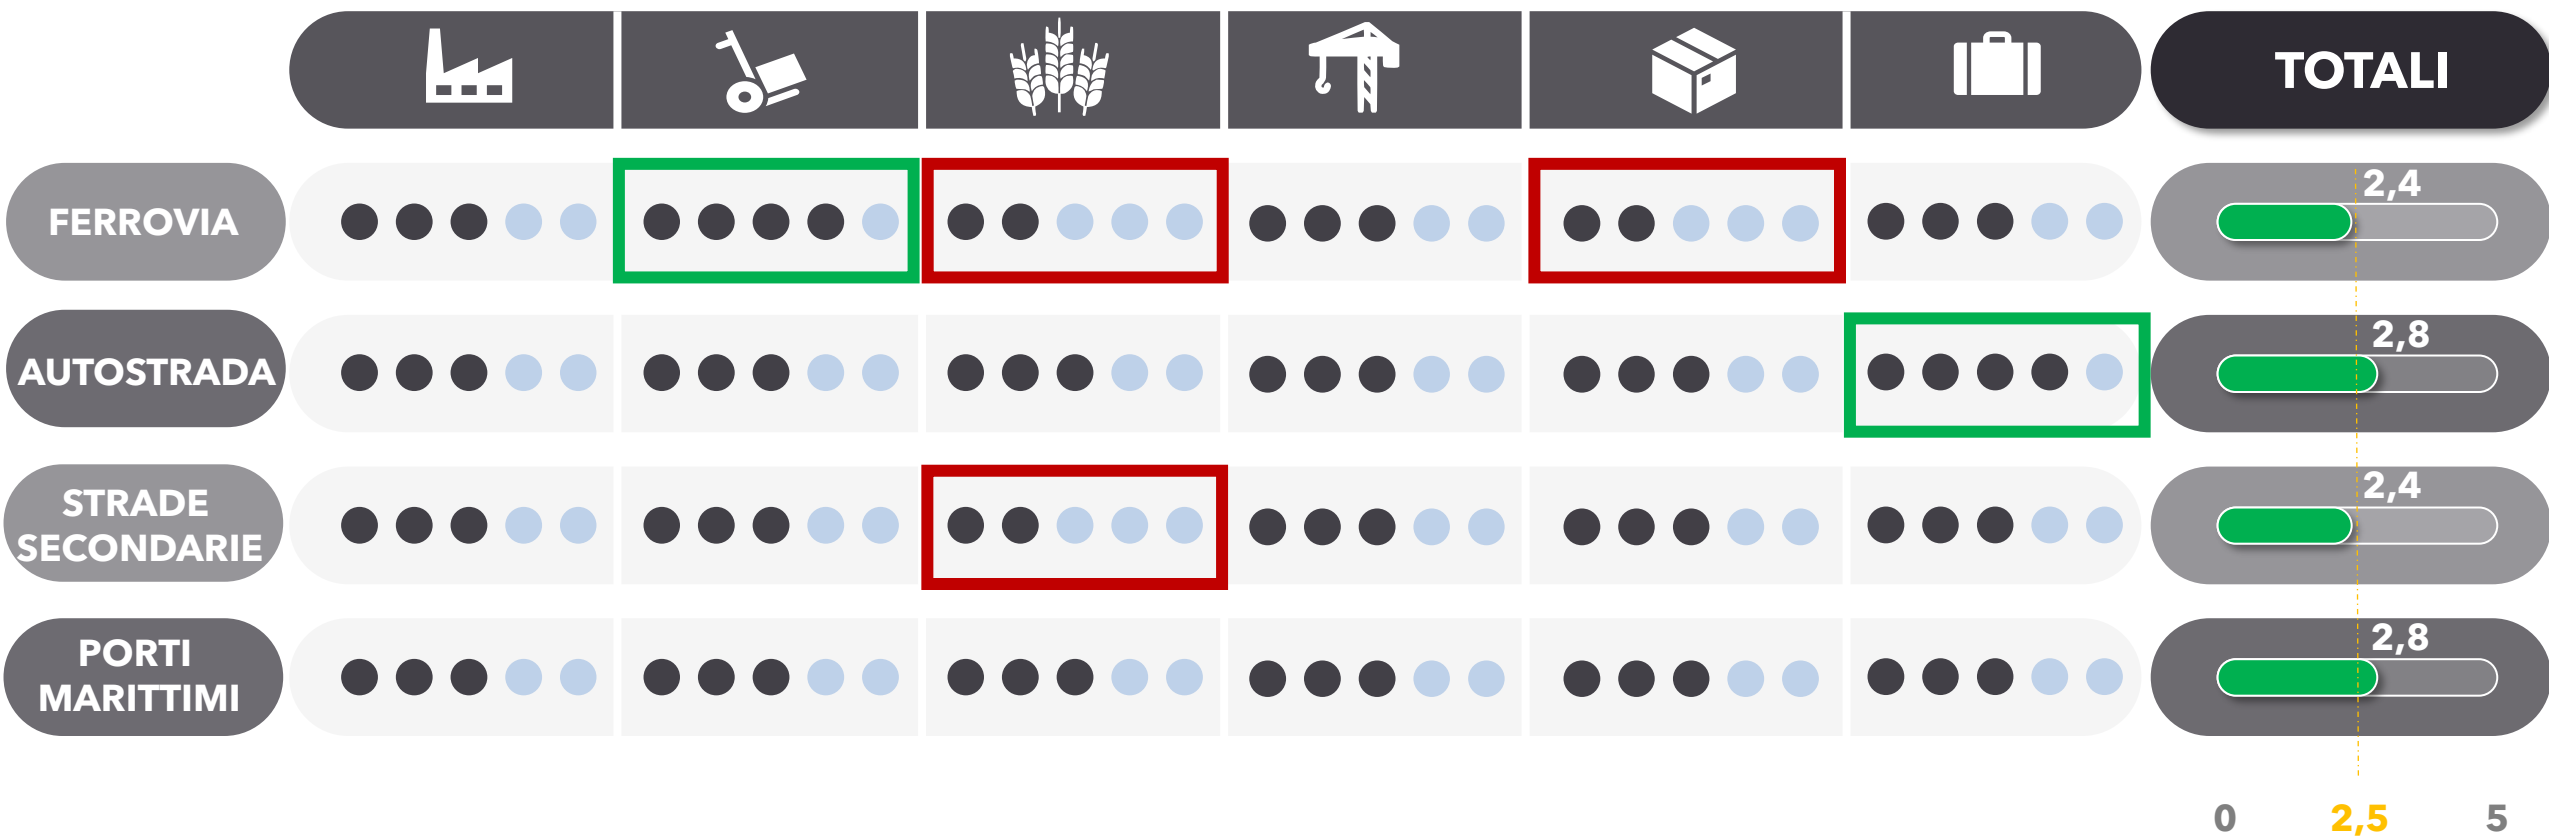 TOTALI
FERROVIA
2,4
AUTOSTRADA
2,8
STRADE
SECONDARIE
2,4
PORTI
MARITTIMI
2,8
0 2,5 5